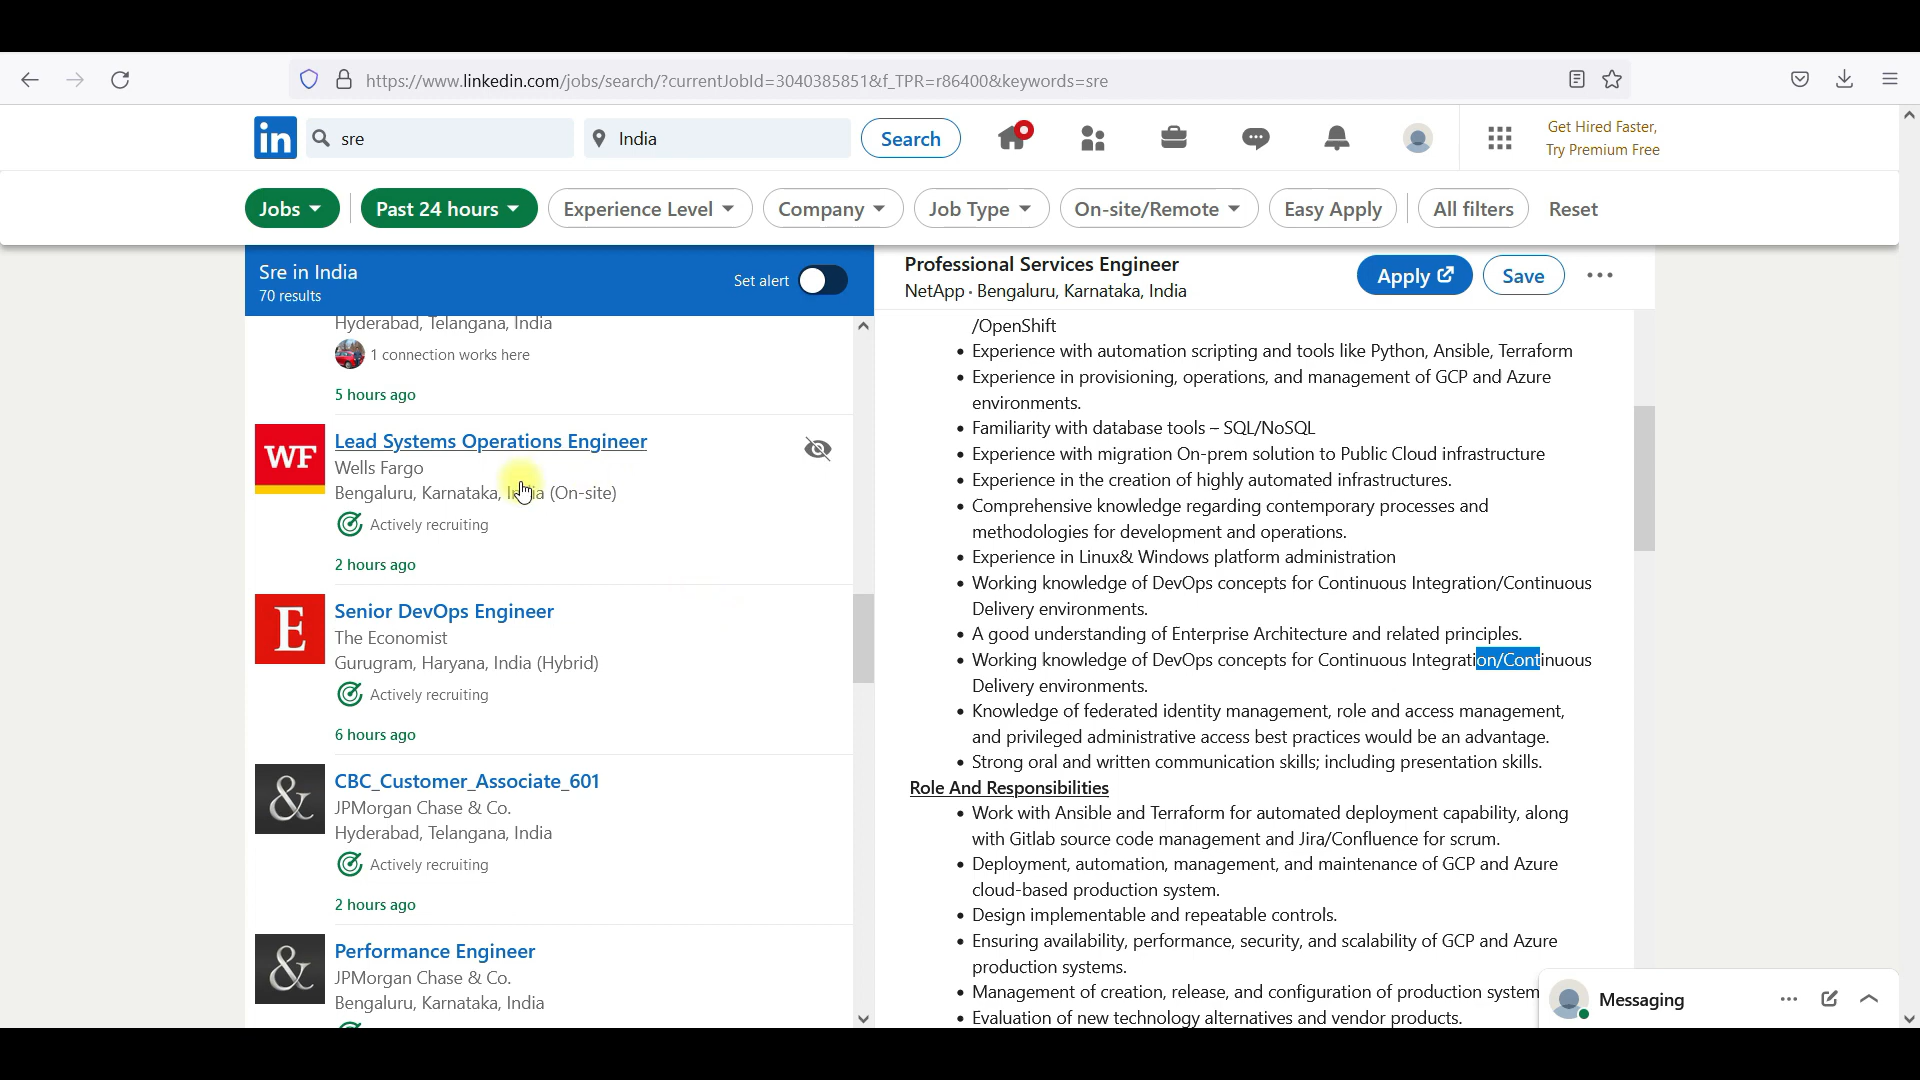 https://www.linkedin.com/jobs/search/?currentJobId=3040385851&f_TPR=r86400&keywords=sre
in
sre
India
Search
Get Hired Faster,
Try Premium Free
Jobs
Past 24 hours
Experience Level
Company
Job Type
On-site/Remote
Easy Apply
All filters
Reset
Sre in India
70 results
Set alert
Hyderabad, Telangana, India
1 connection works here
5 hours ago
WF
Lead Systems Operations Engineer
Wells Fargo
Bengaluru, Karnataka, India (On-site)
Actively recruiting
2 hours ago
E
Senior DevOps Engineer
The Economist
Gurugram, Haryana, India (Hybrid)
Actively recruiting
6 hours ago
&
CBC_Customer_Associate_601
JPMorgan Chase & Co.
Hyderabad, Telangana, India
Actively recruiting
2 hours ago
&
Performance Engineer
JPMorgan Chase & Co.
Bengaluru, Karnataka, India
Professional Services Engineer
NetApp · Bengaluru, Karnataka, India
Apply
Save
/OpenShift
• Experience with automation scripting and tools like Python, Ansible, Terraform
• Experience in provisioning, operations, and management of GCP and Azure
environments.
• Familiarity with database tools – SQL/NoSQL
• Experience with migration On-prem solution to Public Cloud infrastructure
• Experience in the creation of highly automated infrastructures.
• Comprehensive knowledge regarding contemporary processes and
methodologies for development and operations.
• Experience in Linux& Windows platform administration
• Working knowledge of DevOps concepts for Continuous Integration/Continuous
Delivery environments.
• A good understanding of Enterprise Architecture and related principles.
• Working knowledge of DevOps concepts for Continuous Integration/Continuous
Delivery environments.
• Knowledge of federated identity management, role and access management,
and privileged administrative access best practices would be an advantage.
• Strong oral and written communication skills; including presentation skills.
Role And Responsibilities
• Work with Ansible and Terraform for automated deployment capability, along
with Gitlab source code management and Jira/Confluence for scrum.
• Deployment, automation, management, and maintenance of GCP and Azure
cloud-based production system.
• Design implementable and repeatable controls.
• Ensuring availability, performance, security, and scalability of GCP and Azure
production systems.
• Management of creation, release, and configuration of production system
• Evaluation of new technology alternatives and vendor products.
Messaging